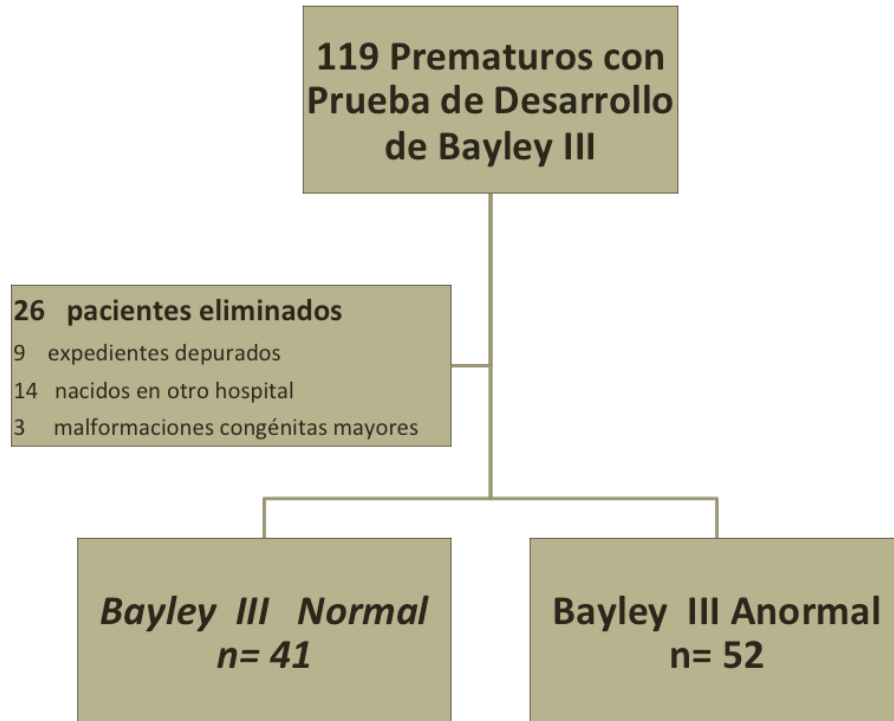 119 Prematuros con
Prueba de Desarrollo
de Bayley III
26 pacientes eliminados
9 expedientes depurados
14 nacidos en otro hospital
3 malformaciones congénitas mayores
Bayley III Normal
n= 41
Bayley III Anormal
n= 52